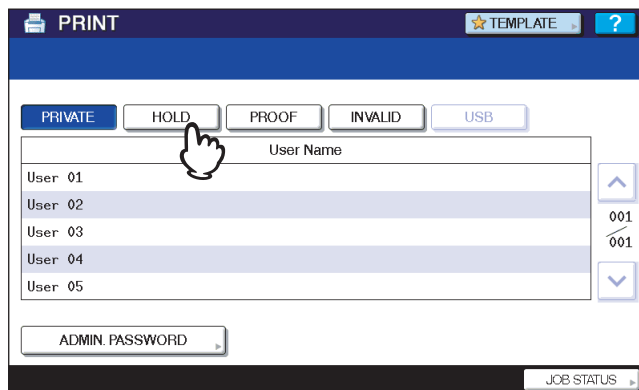 PRINT
TEMPLATE
?
PRIVATE HOLD PROOF INVALID USB
User Name
User 01
User 02
User 03
User 04
User 05
001
001
ADMIN. PASSWORD
JOB STATUS